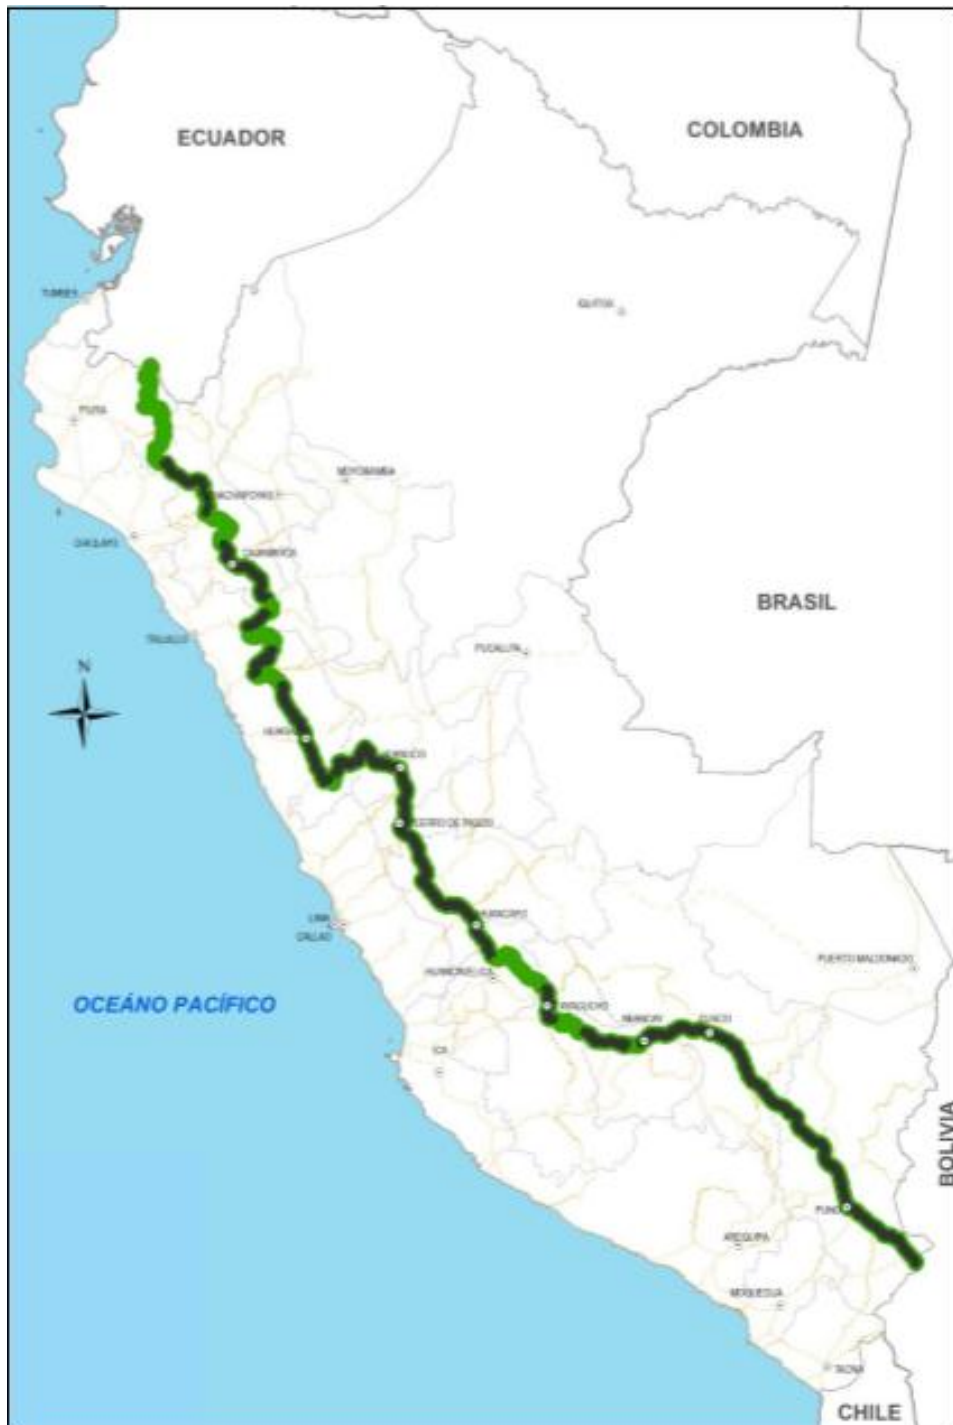 ECUADOR
COLOMBIA
TUMBES
IQUITOS
PIURA
MOYOBAMBA
CHICLAYO
CAJAMARCA
BRASIL
TRUJILLO
PUCALLPA
N
HUARAZ
HUANUCO
CERRO DE PASCO
LIMA
CALLAO
HUANCAYO
HUANCAVELICA
PUERTO MALDONADO
OCEÁNO PACÍFICO
AYACUCHO
ABANCAY
CUSCO
ICA
BOLIVIA
PUNO
AREQUIPA
MOQUEGUA
TACNA
CHILE